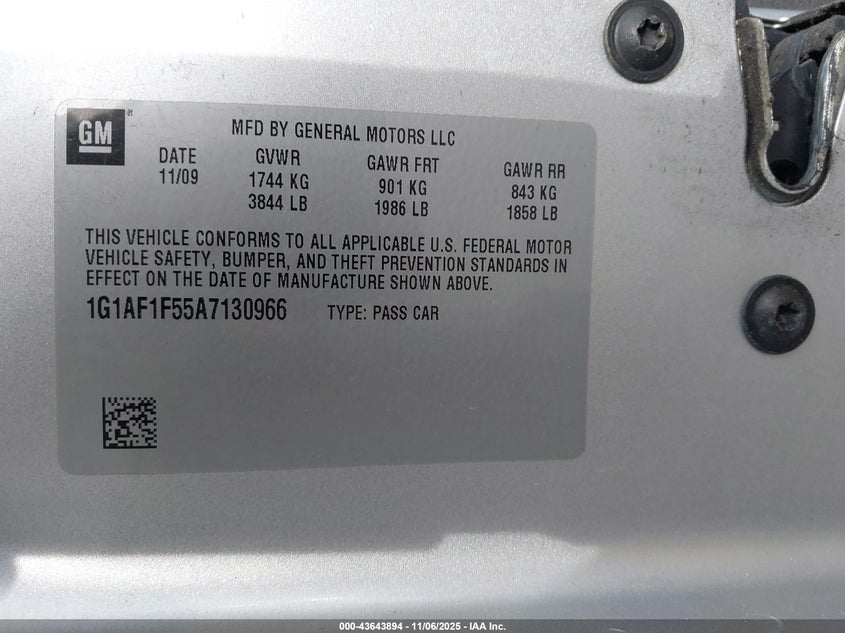 GM
MFD BY GENERAL MOTORS LLC
DATE GVWR GAWR FRT GAWR RR
11/09 1744 KG 901 KG 843 KG
3844 LB 1986 LB 1858 LB
THIS VEHICLE CONFORMS TO ALL APPLICABLE U.S. FEDERAL MOTOR
VEHICLE SAFETY, BUMPER, AND THEFT PREVENTION STANDARDS IN
EFFECT ON THE DATE OF MANUFACTURE SHOWN ABOVE.
1G1AF1F55A7130966 TYPE: PASS CAR
000-43643894 - 11/06/2025 - IAA Inc.